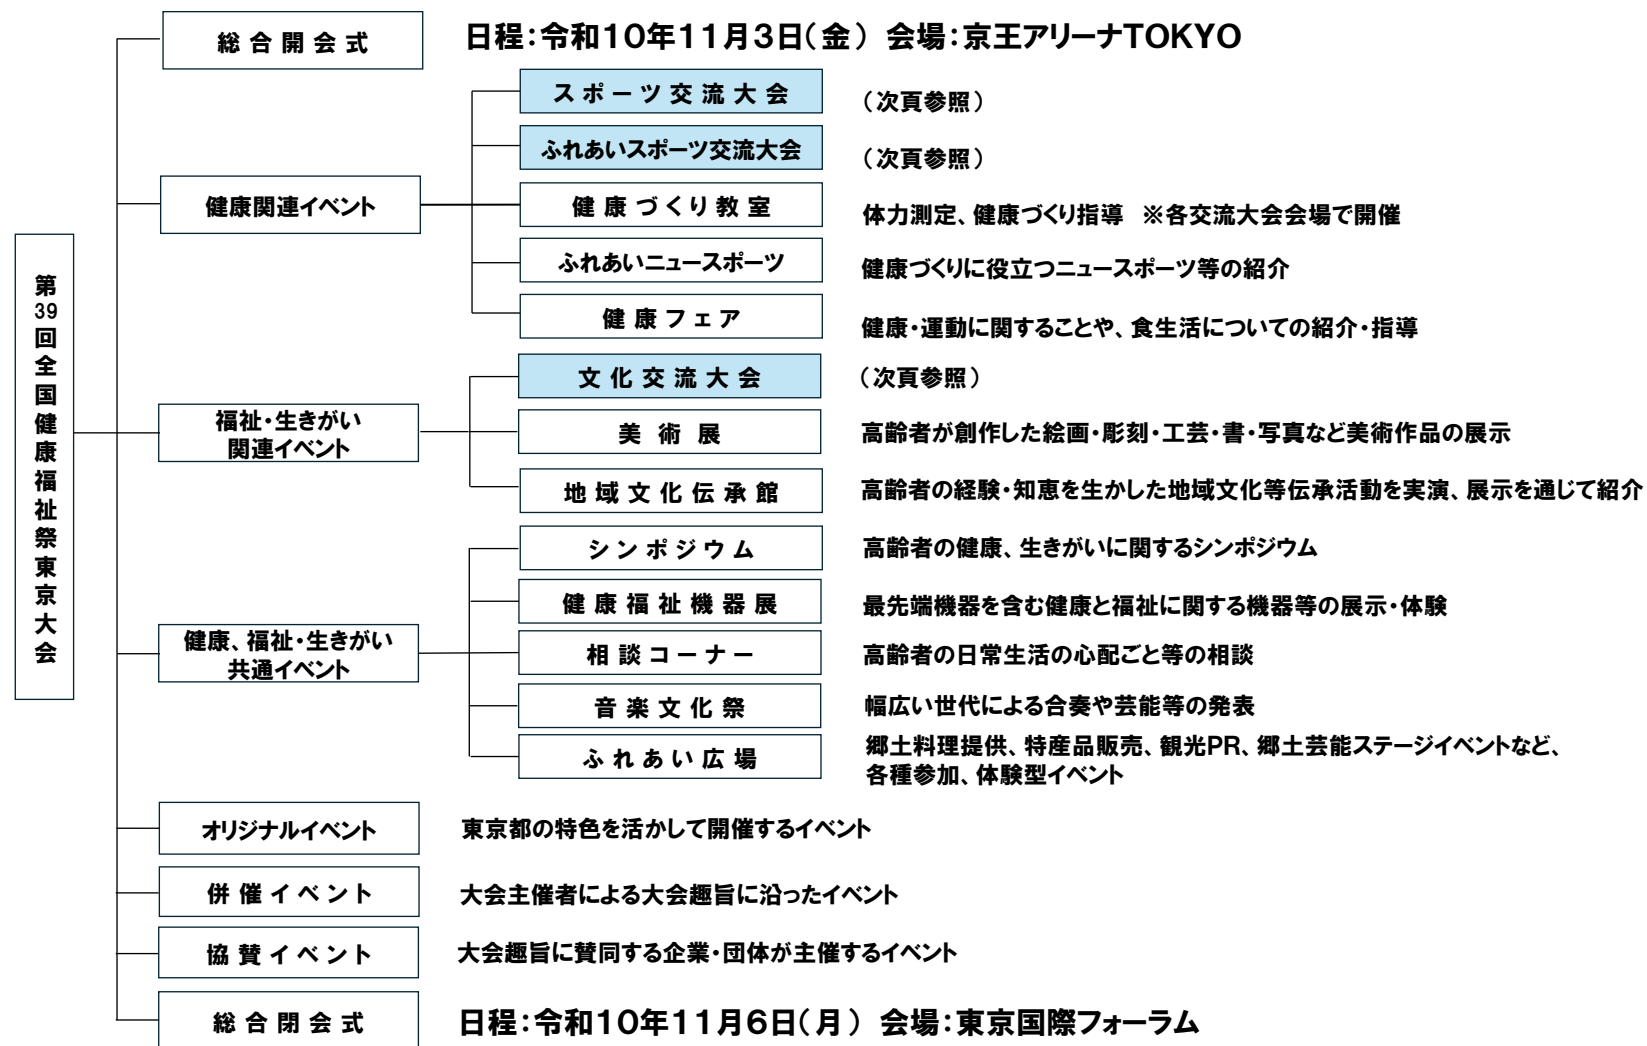 第39回全国健康福祉祭東京大会
総合開会式
日程:令和10年11月3日(金) 会場:京王アリーナTOKYO
健康関連イベント
スポーツ交流大会
(次頁参照)
ふれあいスポーツ交流大会
(次頁参照)
健康づくり教室
体力測定、健康づくり指導 ※各交流大会会場で開催
ふれあいニュースポーツ
健康づくりに役立つニュースポーツ等の紹介
健康フェア
健康・運動に関することや、食生活についての紹介・指導
福祉・生きがい
関連イベント
文化交流大会
(次頁参照)
美術展
高齢者が創作した絵画・彫刻・工芸・書・写真など美術作品の展示
地域文化伝承館
高齢者の経験・知恵を生かした地域文化等伝承活動を実演、展示を通じて紹介
健康、福祉・生きがい
共通イベント
シンポジウム
高齢者の健康、生きがいに関するシンポジウム
健康福祉機器展
最先端機器を含む健康と福祉に関する機器等の展示・体験
相談コーナー
高齢者の日常生活の心配ごと等の相談
音楽文化祭
幅広い世代による合奏や芸能等の発表
ふれあい広場
郷土料理提供、特産品販売、観光PR、郷土芸能ステージイベントなど、
各種参加、体験型イベント
オリジナルイベント
東京都の特色を活かして開催するイベント
併催イベント
大会主催者による大会趣旨に沿ったイベント
協賛イベント
大会趣旨に賛同する企業・団体が主催するイベント
総合閉会式
日程:令和10年11月6日(月) 会場:東京国際フォーラム